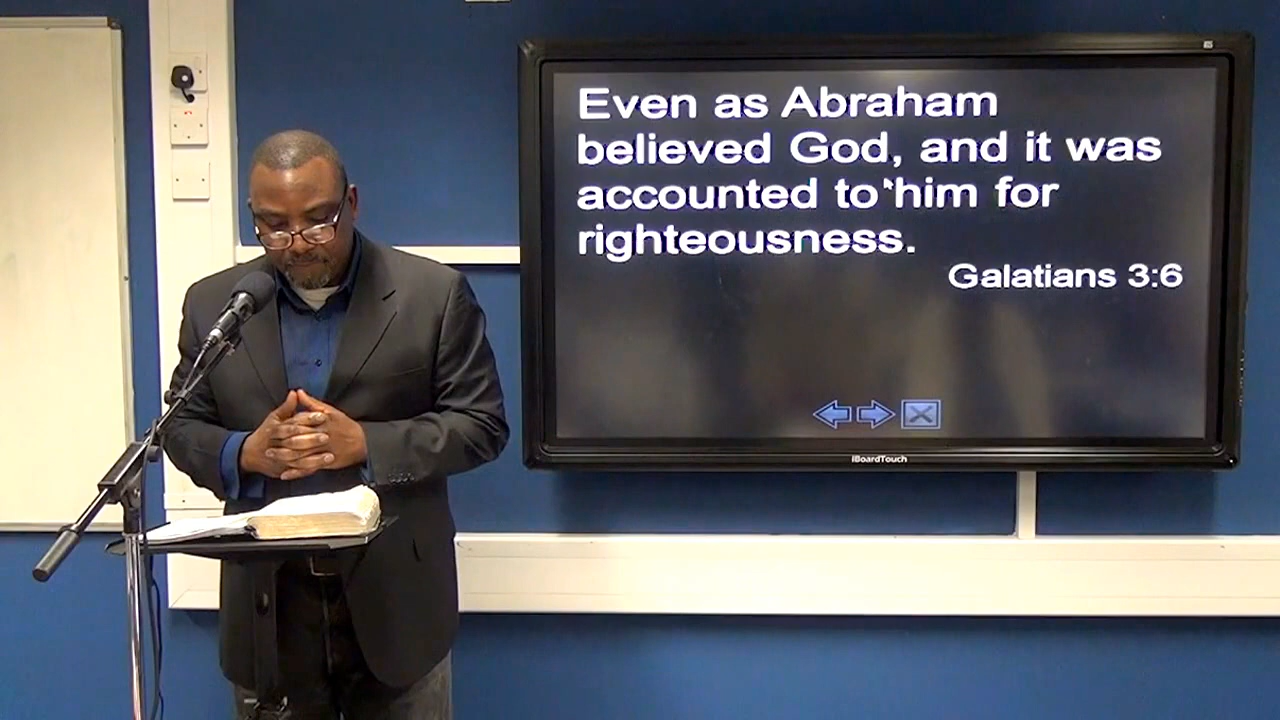 Even as Abraham
believed God, and it was
accounted to him for
righteousness.
Galatians 3:6
iBoardTouch